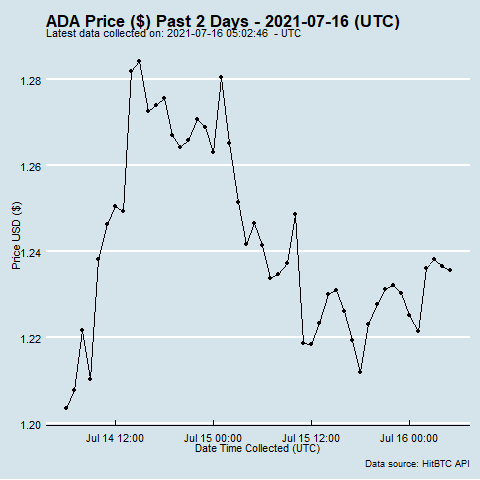 ADA Price ($) Past 2 Days - 2021-07-16 (UTC)
Latest data collected on: 2021-07-16 05:02:46 - UTC
Price USD ($)
1.28
1.26
1.24
1.22
1.20
Jul 14 12:00 Jul 15 00:00 Jul 15 12:00 Jul 16 00:00
Date Time Collected (UTC)
Data source: HitBTC API